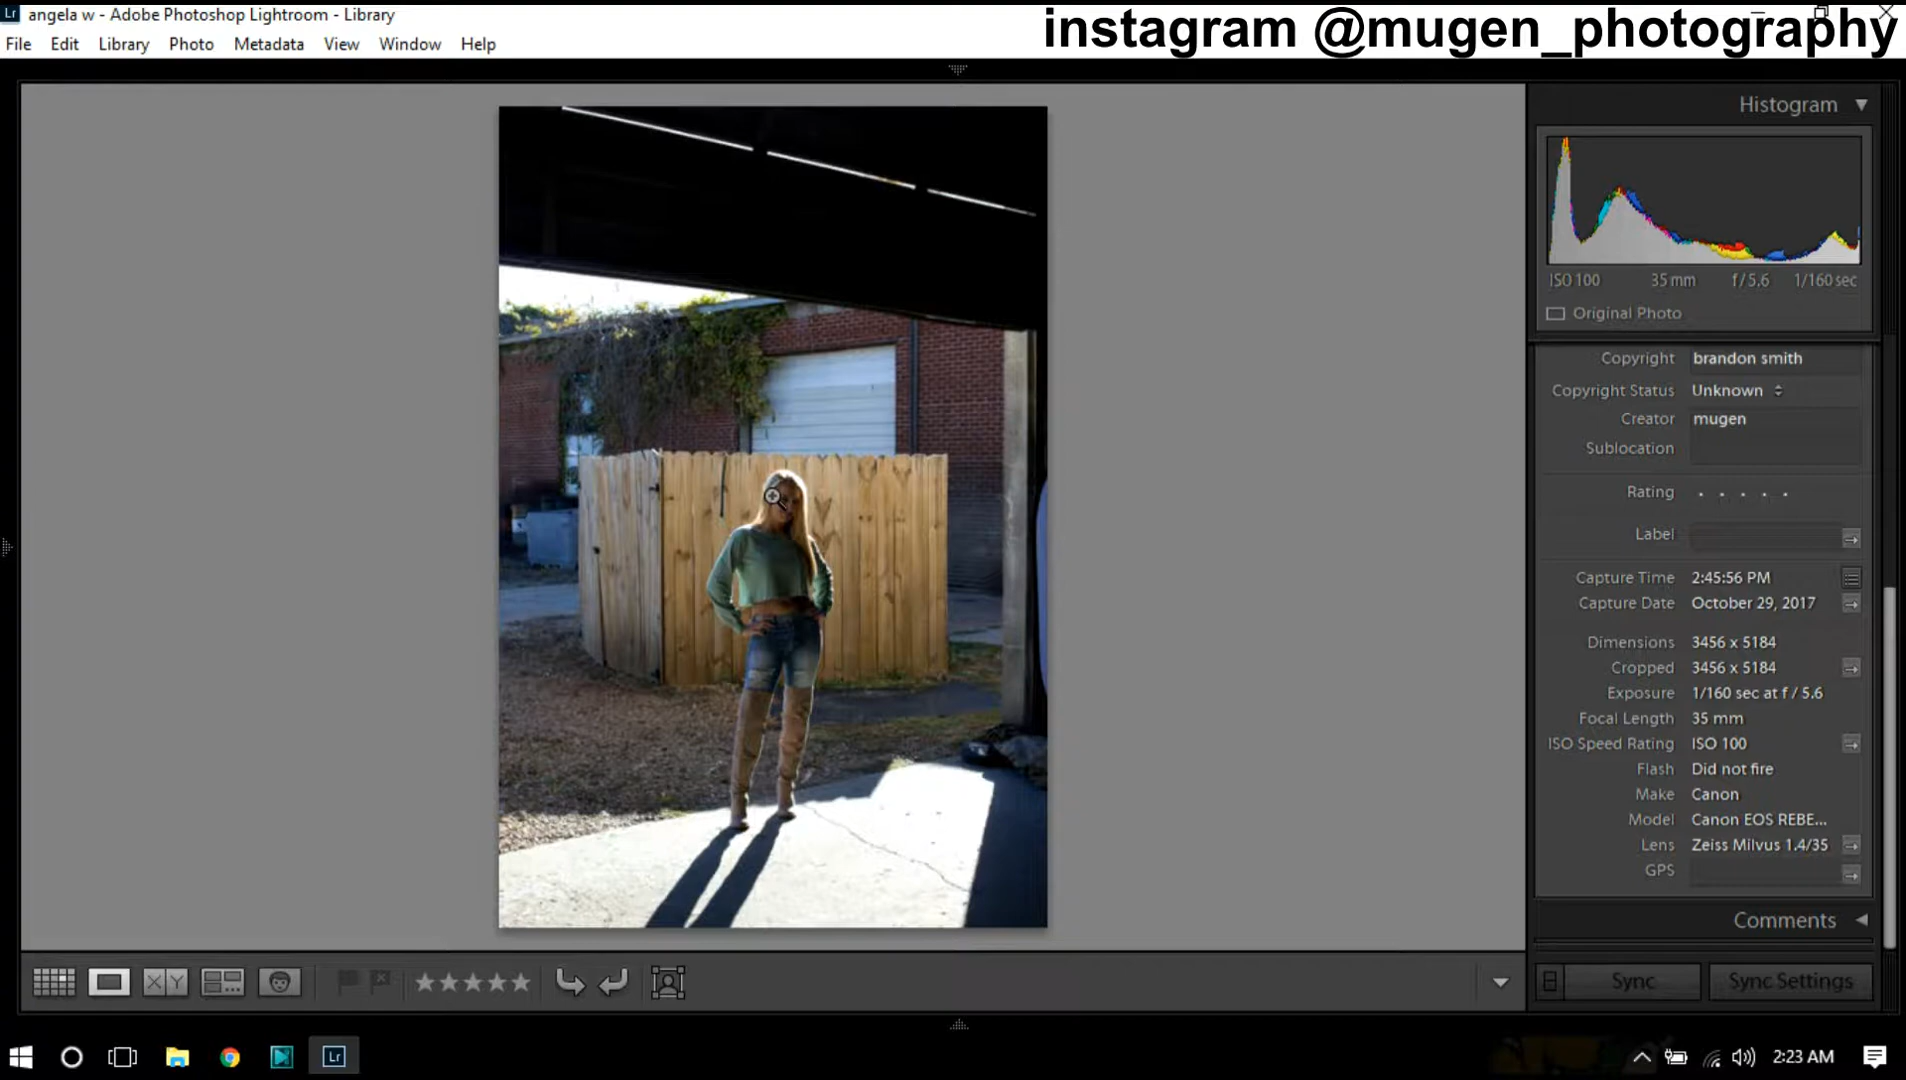 Lr angela w - Adobe Photoshop Lightroom - Library
instagram @mugen_photography
File Edit Library Photo Metadata View Window Help
Histogram
ISO 100 35 mm f / 5.6 1/160 sec
Original Photo
Copyright brandon smith
Copyright Status Unknown
Creator mugen
Sublocation
Rating
Label
Capture Time 2:45:56 PM
Capture Date October 29, 2017
Dimensions 3456 x 5184
Cropped 3456 x 5184
Exposure 1/160 sec at f / 5.6
Focal Length 35 mm
ISO Speed Rating ISO 100
Flash Did not fire
Make Canon
Model Canon EOS REBE...
Lens Zeiss Milvus 1.4/35
GPS
Comments
X Y
Sync Sync Settings
Lr
2:23 AM